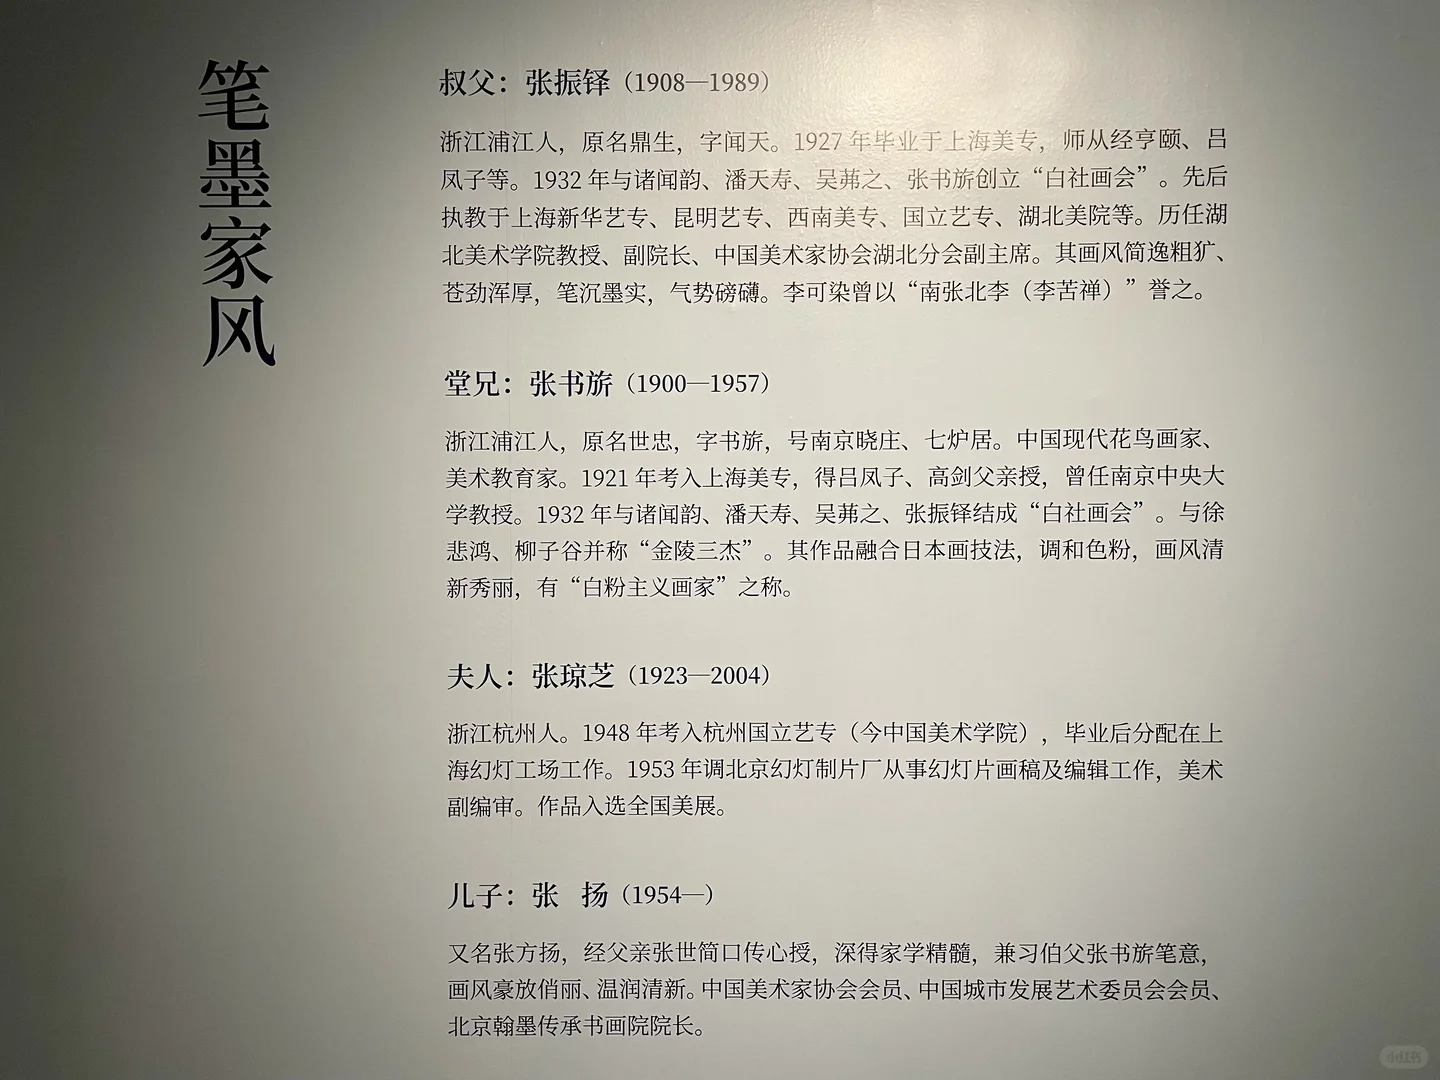 笔墨家风
叔父：张振铎（1908—1989）
浙江浦江人，原名鼎生，字闻天。1927 年毕业于上海美专，师从经亨颐、吕
凤子等。1932 年与诸闻韵、潘天寿、吴茀之、张书旂创立“白社画会”。先后
执教于上海新华艺专、昆明艺专、西南美专、国立艺专、湖北美院等。历任湖
北美术学院教授、副院长、中国美术家协会湖北分会副主席。其画风简逸粗犷、
苍劲浑厚，笔沉墨实，气势磅礴。李可染曾以“南张北李（李苦禅）”誉之。
堂兄：张书旂（1900—1957）
浙江浦江人，原名世忠，字书旂，号南京晓庄、七炉居。中国现代花鸟画家、
美术教育家。1921 年考入上海美专，得吕凤子、高剑父亲授，曾任南京中央大
学教授。1932 年与诸闻韵、潘天寿、吴茀之、张振铎结成“白社画会”。与徐
悲鸿、柳子谷并称“金陵三杰”。其作品融合日本画技法，调和色粉，画风清
新秀丽，有“白粉主义画家”之称。
夫人：张琼芝（1923—2004）
浙江杭州人。1948 年考入杭州国立艺专（今中国美术学院），毕业后分配在上
海幻灯工场工作。1953 年调北京幻灯制片厂从事幻灯片画稿及编辑工作，美术
副编审。作品入选全国美展。
儿子：张 扬（1954—）
又名张方扬，经父亲张世简口传心授，深得家学精髓，兼习伯父张书旂笔意，
画风豪放俏丽、温润清新。中国美术家协会会员、中国城市发展艺术委员会会员、
北京翰墨传承书画院院长。
小红书